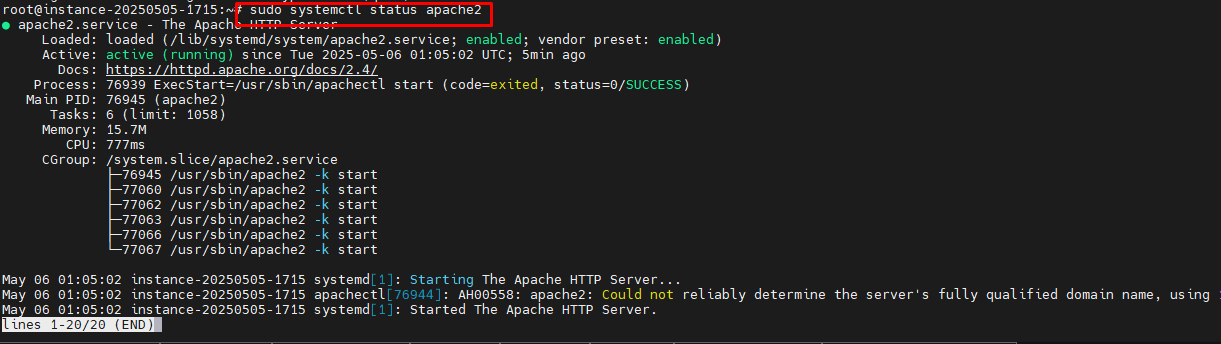 root@instance-20250505-1715:~# sudo systemctl status apache2
● apache2.service - The Apache HTTP Server
Loaded: loaded (/lib/systemd/system/apache2.service; enabled; vendor preset: enabled)
Active: active (running) since Tue 2025-05-06 01:05:02 UTC; 5min ago
Docs: https://httpd.apache.org/docs/2.4/
Process: 76939 ExecStart=/usr/sbin/apachectl start (code=exited, status=0/SUCCESS)
Main PID: 76945 (apache2)
Tasks: 6 (limit: 1058)
Memory: 15.7M
CPU: 777ms
CGroup: /system.slice/apache2.service
├─76945 /usr/sbin/apache2 -k start
├─77060 /usr/sbin/apache2 -k start
├─77062 /usr/sbin/apache2 -k start
├─77063 /usr/sbin/apache2 -k start
├─77066 /usr/sbin/apache2 -k start
└─77067 /usr/sbin/apache2 -k start
May 06 01:05:02 instance-20250505-1715 systemd[1]: Starting The Apache HTTP Server...
May 06 01:05:02 instance-20250505-1715 apachectl[76944]: AH00558: apache2: Could not reliably determine the server's fully qualified domain name, using
May 06 01:05:02 instance-20250505-1715 systemd[1]: Started The Apache HTTP Server.
lines 1-20/20 (END)